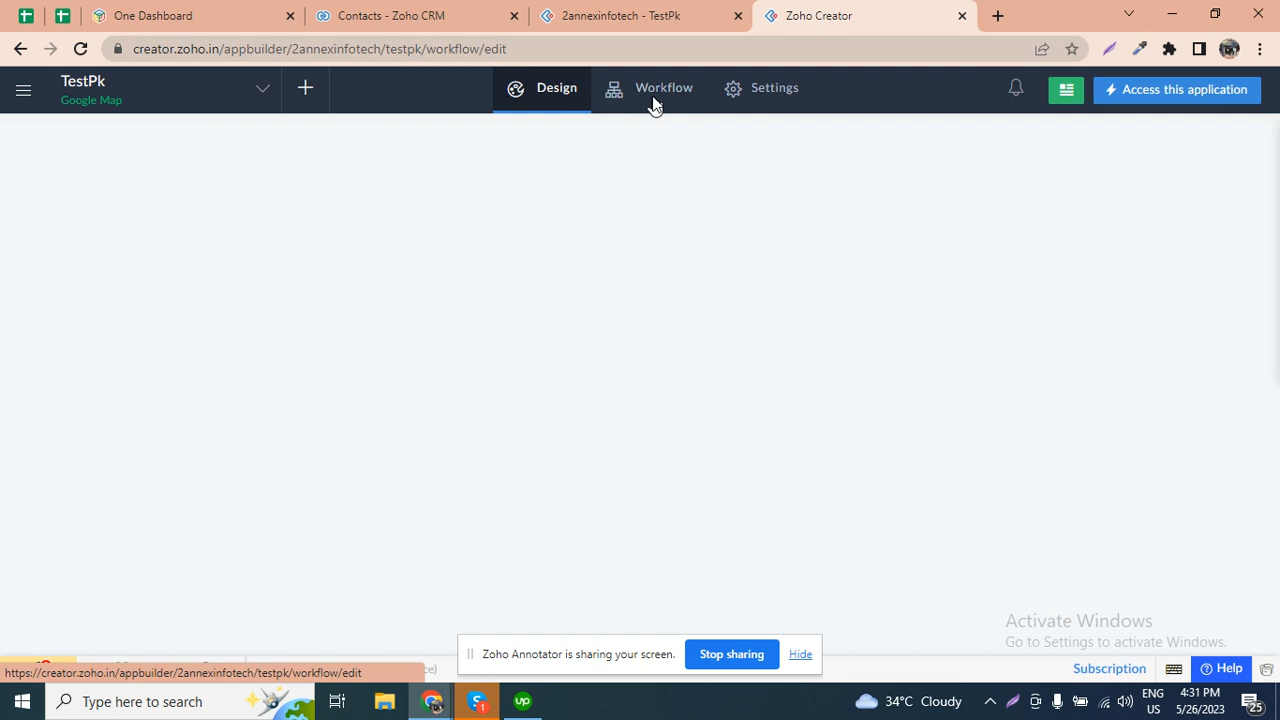 One Dashboard
Contacts - Zoho CRM
2annexinfotech - TestPk
Zoho Creator
creator.zoho.in/appbuilder/2annexinfotech/testpk/workflow/edit
TestPk
Google Map
Design
Workflow
Settings
Access this application
Activate Windows
Go to Settings to activate Windows.
Zoho Annotator is sharing your screen.
Stop sharing
Hide
https://creator.zoho.in/appbuilder/2annexinfotech/testpk/workflow/edit
Subscription
Help
Type here to search
34°C Cloudy
ENG
US
4:31 PM
5/26/2023
25